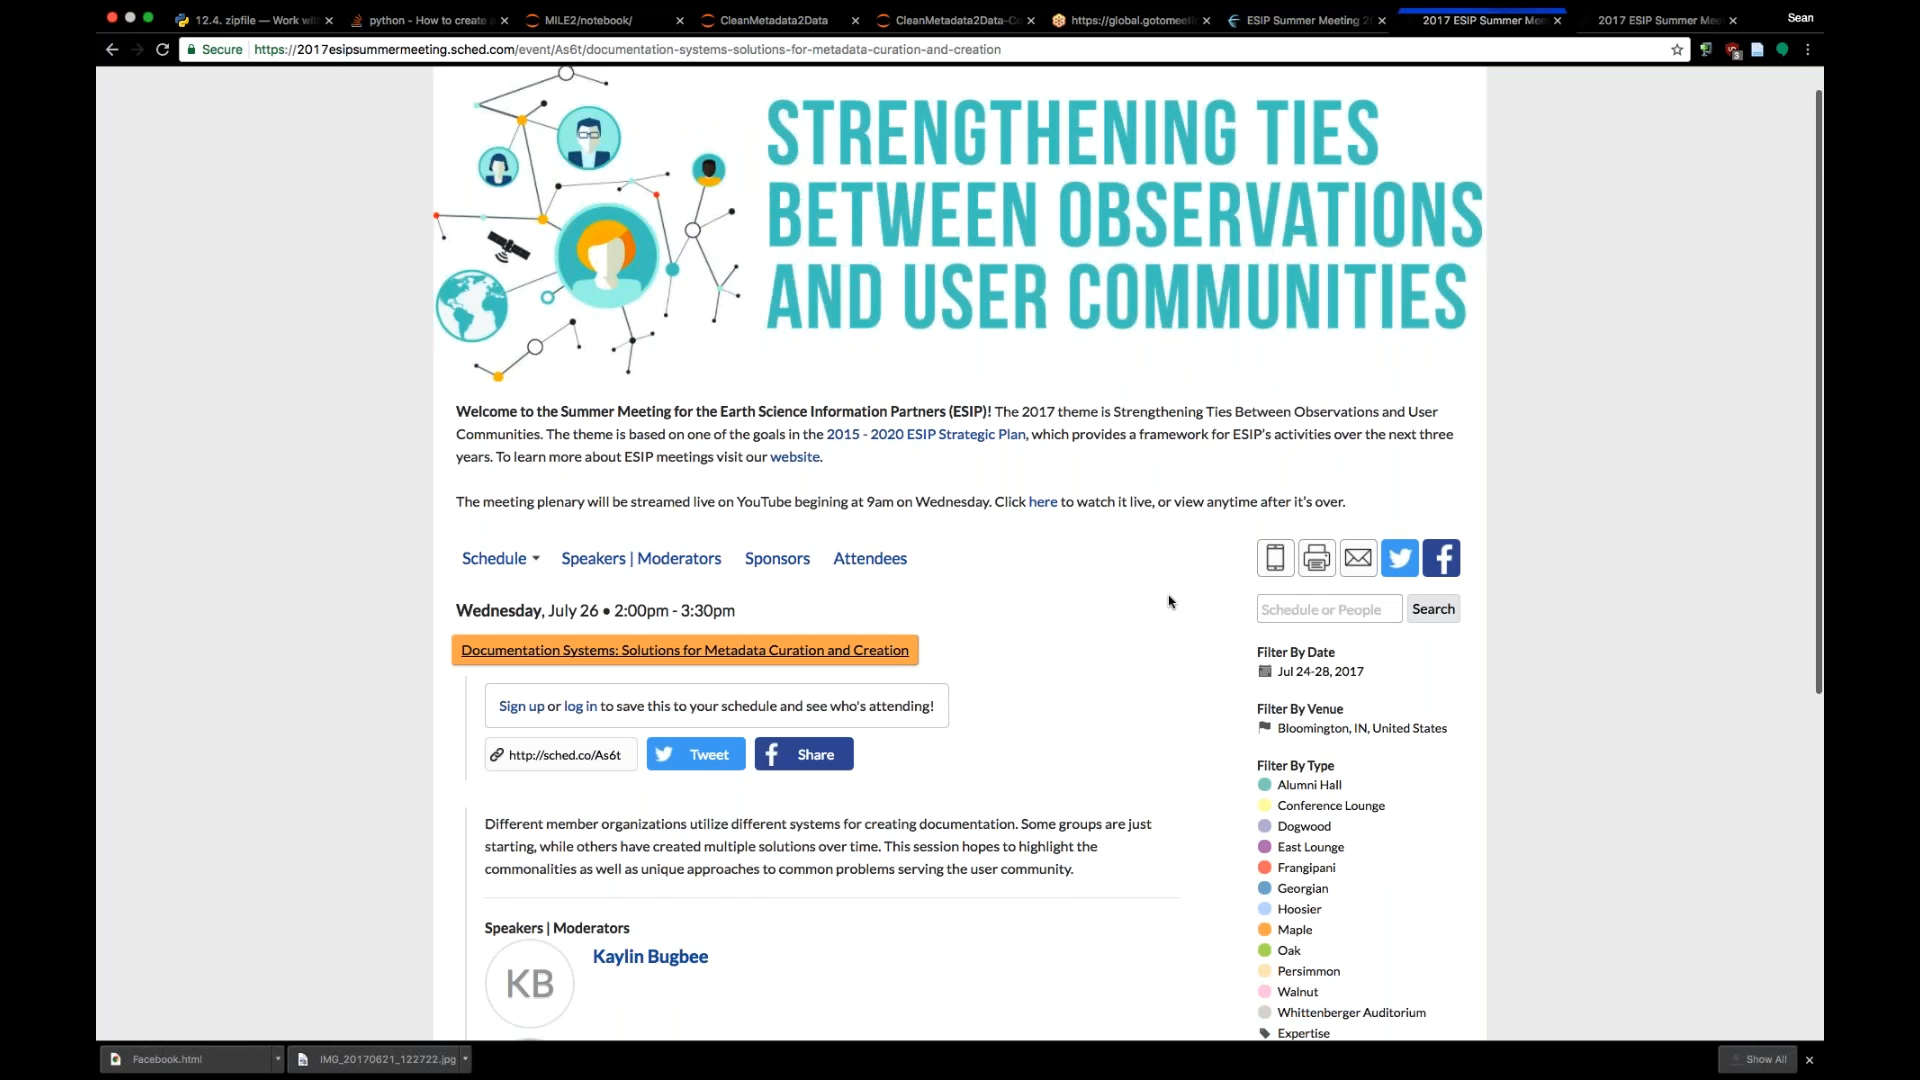 12.4. zipfile — Work wit
python - How to create a
MILE2/notebook/
CleanMetadata2Data
CleanMetadata2Data-C
https://global.gotomeeti
ESIP Summer Meeting 2
2017 ESIP Summer Mee
2017 ESIP Summer Mee
Sean
Secure
https://2017esipsummermeeting.sched.com/event/As6t/documentation-systems-solutions-for-metadata-curation-and-creation
STRENGTHENING TIES
BETWEEN OBSERVATIONS
AND USER COMMUNITIES
Welcome to the Summer Meeting for the Earth Science Information Partners (ESIP)! The 2017 theme is Strengthening Ties Between Observations and User
Communities. The theme is based on one of the goals in the 2015 - 2020 ESIP Strategic Plan, which provides a framework for ESIP's activities over the next three
years. To learn more about ESIP meetings visit our website.
The meeting plenary will be streamed live on YouTube begining at 9am on Wednesday. Click here to watch it live, or view anytime after it's over.
Schedule
Speakers | Moderators
Sponsors
Attendees
Wednesday, July 26 • 2:00pm - 3:30pm
Documentation Systems: Solutions for Metadata Curation and Creation
Sign up or log in to save this to your schedule and see who's attending!
http://sched.co/As6t
Tweet
Share
Different member organizations utilize different systems for creating documentation. Some groups are just
starting, while others have created multiple solutions over time. This session hopes to highlight the
commonalities as well as unique approaches to common problems serving the user community.
Speakers | Moderators
KB
Kaylin Bugbee
Schedule or People
Search
Filter By Date
Jul 24-28, 2017
Filter By Venue
Bloomington, IN, United States
Filter By Type
Alumni Hall
Conference Lounge
Dogwood
East Lounge
Frangipani
Georgian
Hoosier
Maple
Oak
Persimmon
Walnut
Whittenberger Auditorium
Expertise
Facebook.html
IMG_20170621_122722.jpg
Show All